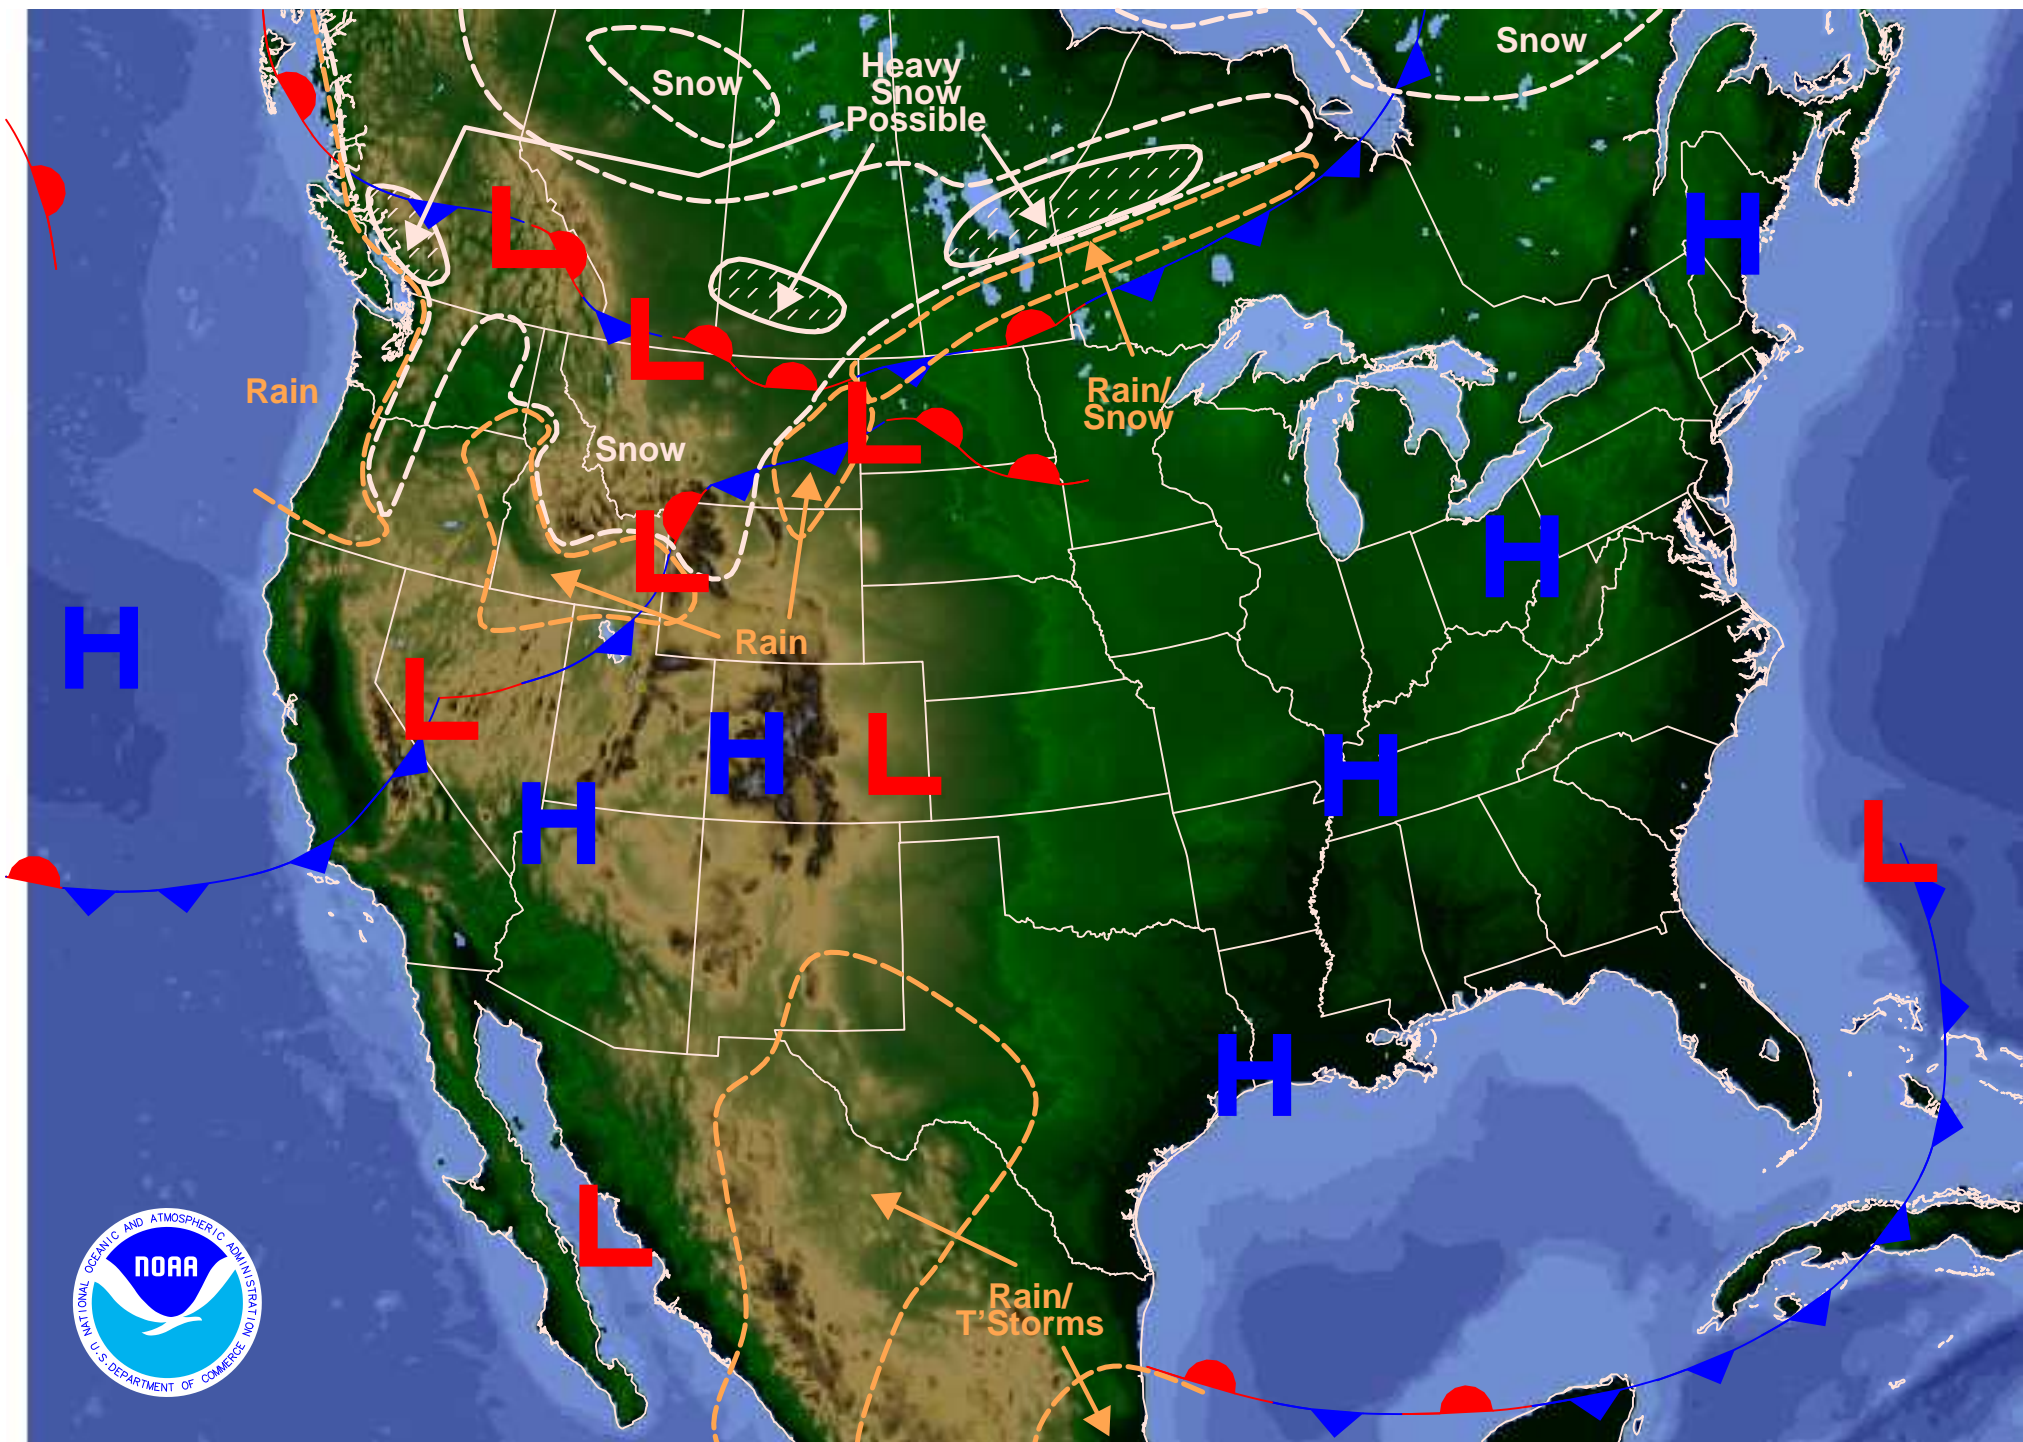 Snow
Snow
Heavy
Snow
Possible
L
H
L
Rain
Rain/
Snow
L
Snow
L
H
H
Rain
L
H
L
H
H
L
H
L
Rain/
T'Storms
NATIONAL OCEANIC AND ATMOSPHERIC ADMINISTRATION
NOAA
U.S. DEPARTMENT OF COMMERCE